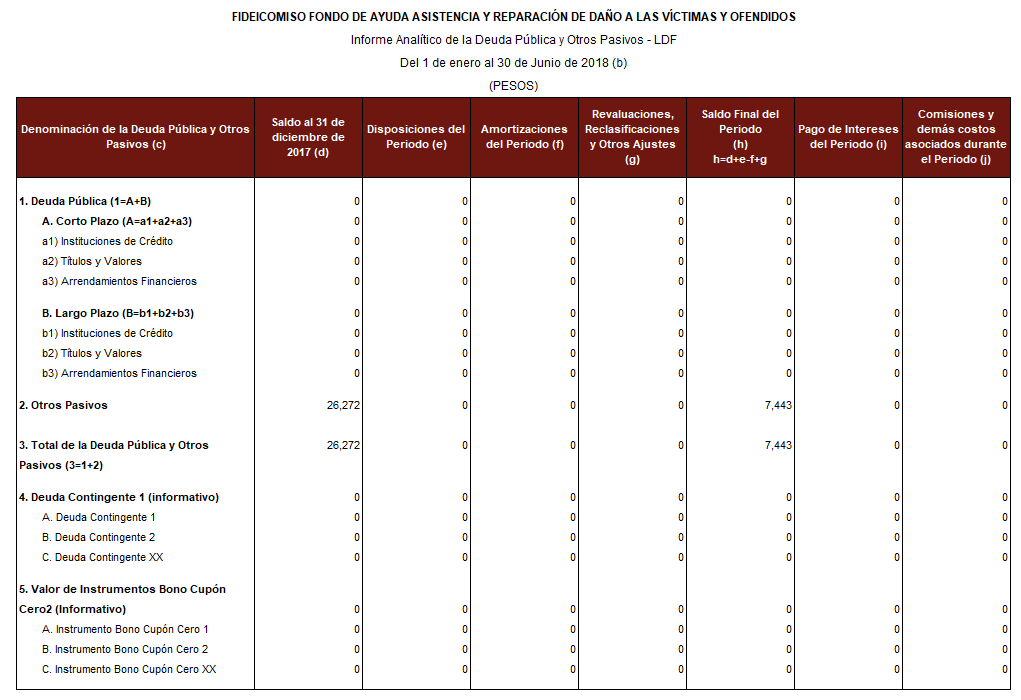 FIDEICOMISO FONDO DE AYUDA ASISTENCIA Y REPARACIÓN DE DAÑO A LAS VÍCTIMAS Y OFENDIDOS
Informe Analítico de la Deuda Pública y Otros Pasivos - LDF
Del 1 de enero al 30 de Junio de 2018 (b)
(PESOS)
Denominación de la Deuda Pública y Otros
Pasivos (c)
Saldo al 31 de
diciembre de
2017 (d)
Disposiciones del
Periodo (e)
Amortizaciones
del Periodo (f)
Revaluaciones,
Reclasificaciones
y Otros Ajustes
(g)
Saldo Final del
Periodo
(h)
h=d+e-f+g
Pago de Intereses
del Periodo (i)
Comisiones y
demás costos
asociados durante
el Periodo (j)
1. Deuda Pública (1=A+B) 0 0 0 0 0 0 0
A. Corto Plazo (A=a1+a2+a3) 0 0 0 0 0 0 0
a1) Instituciones de Crédito 0 0 0 0 0 0 0
a2) Títulos y Valores 0 0 0 0 0 0 0
a3) Arrendamientos Financieros 0 0 0 0 0 0 0
B. Largo Plazo (B=b1+b2+b3) 0 0 0 0 0 0 0
b1) Instituciones de Crédito 0 0 0 0 0 0 0
b2) Títulos y Valores 0 0 0 0 0 0 0
b3) Arrendamientos Financieros 0 0 0 0 0 0 0
2. Otros Pasivos 26,272 0 0 0 7,443 0 0
3. Total de la Deuda Pública y Otros 26,272 0 0 0 7,443 0 0
Pasivos (3=1+2)
4. Deuda Contingente 1 (informativo) 0 0 0 0 0 0 0
A. Deuda Contingente 1 0 0 0 0 0 0 0
B. Deuda Contingente 2 0 0 0 0 0 0 0
C. Deuda Contingente XX 0 0 0 0 0 0 0
5. Valor de Instrumentos Bono Cupón
Cero2 (Informativo) 0 0 0 0 0 0 0
A. Instrumento Bono Cupón Cero 1 0 0 0 0 0 0 0
B. Instrumento Bono Cupón Cero 2 0 0 0 0 0 0 0
C. Instrumento Bono Cupón Cero XX 0 0 0 0 0 0 0